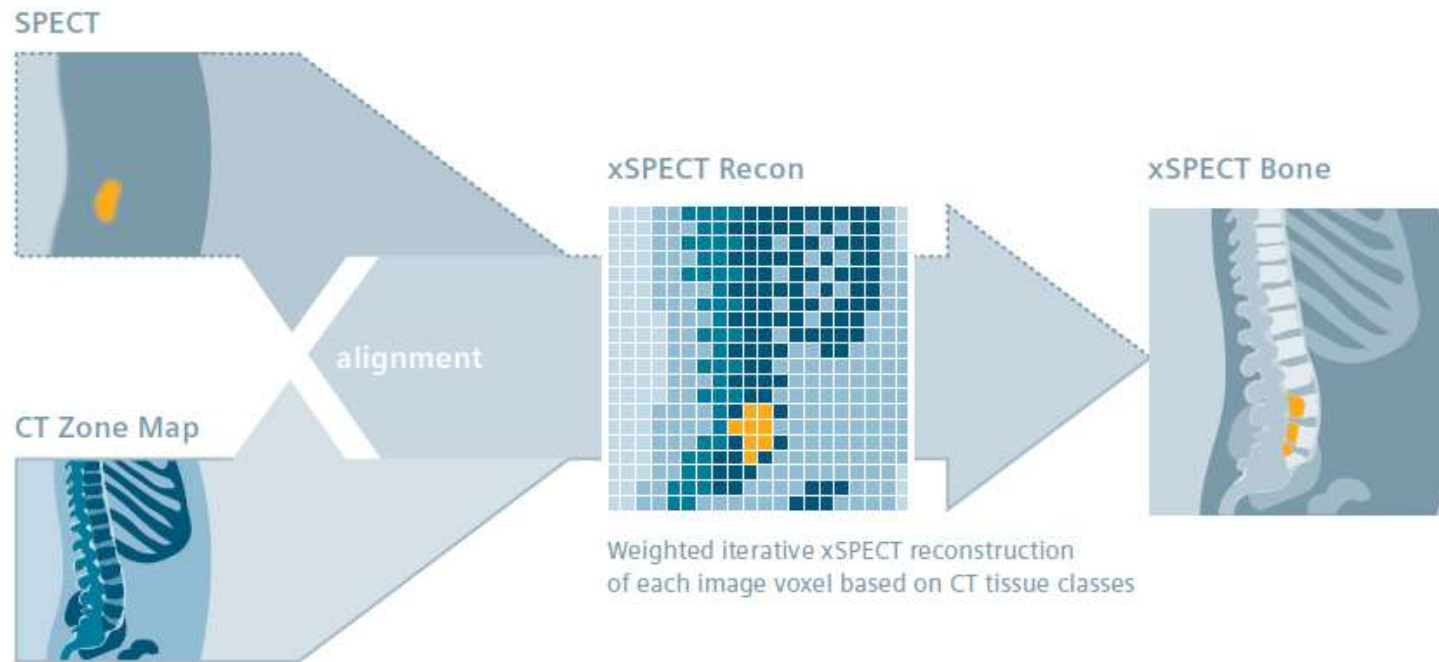 SPECT
xSPECT Recon
xSPECT Bone
alignment
CT Zone Map
Weighted iterative xSPECT reconstruction
of each image voxel based on CT tissue classes